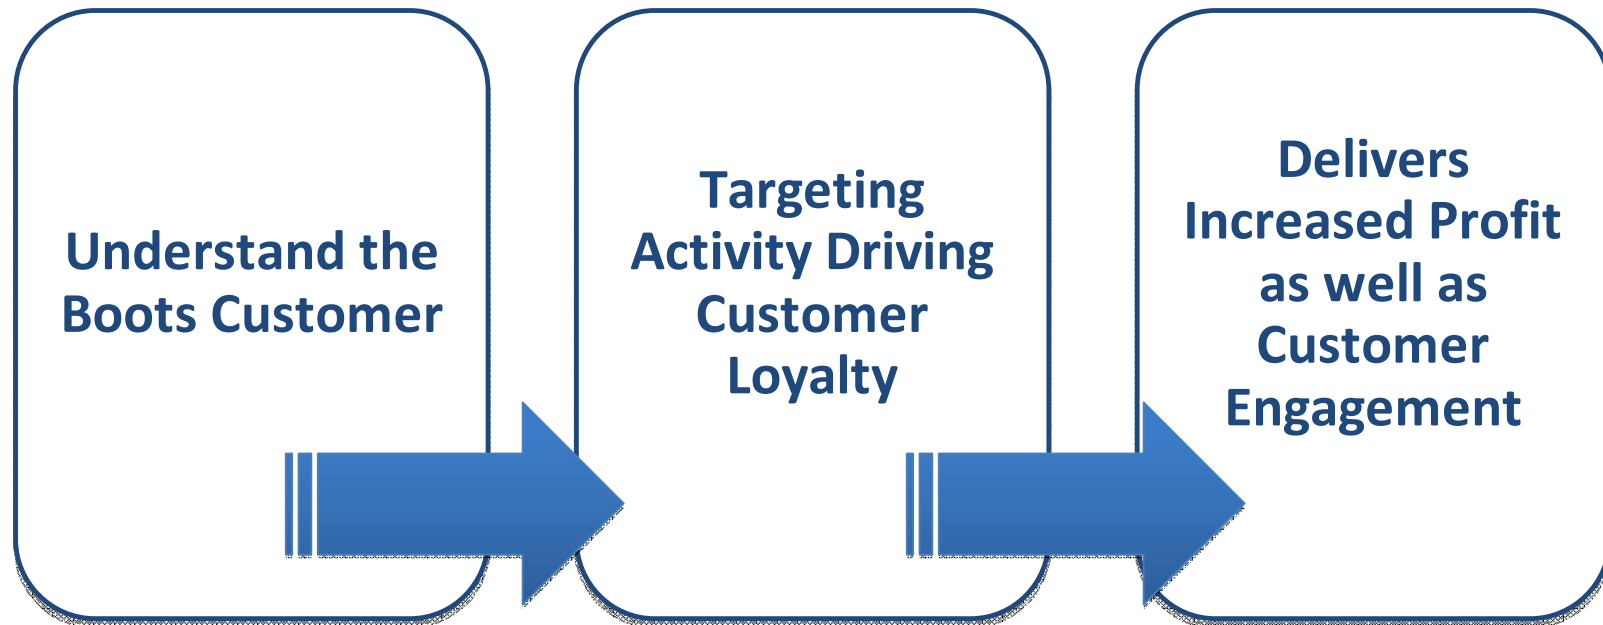 Understand the
Boots Customer
Targeting
Activity Driving
Customer
Loyalty
Delivers
Increased Profit
as well as
Customer
Engagement